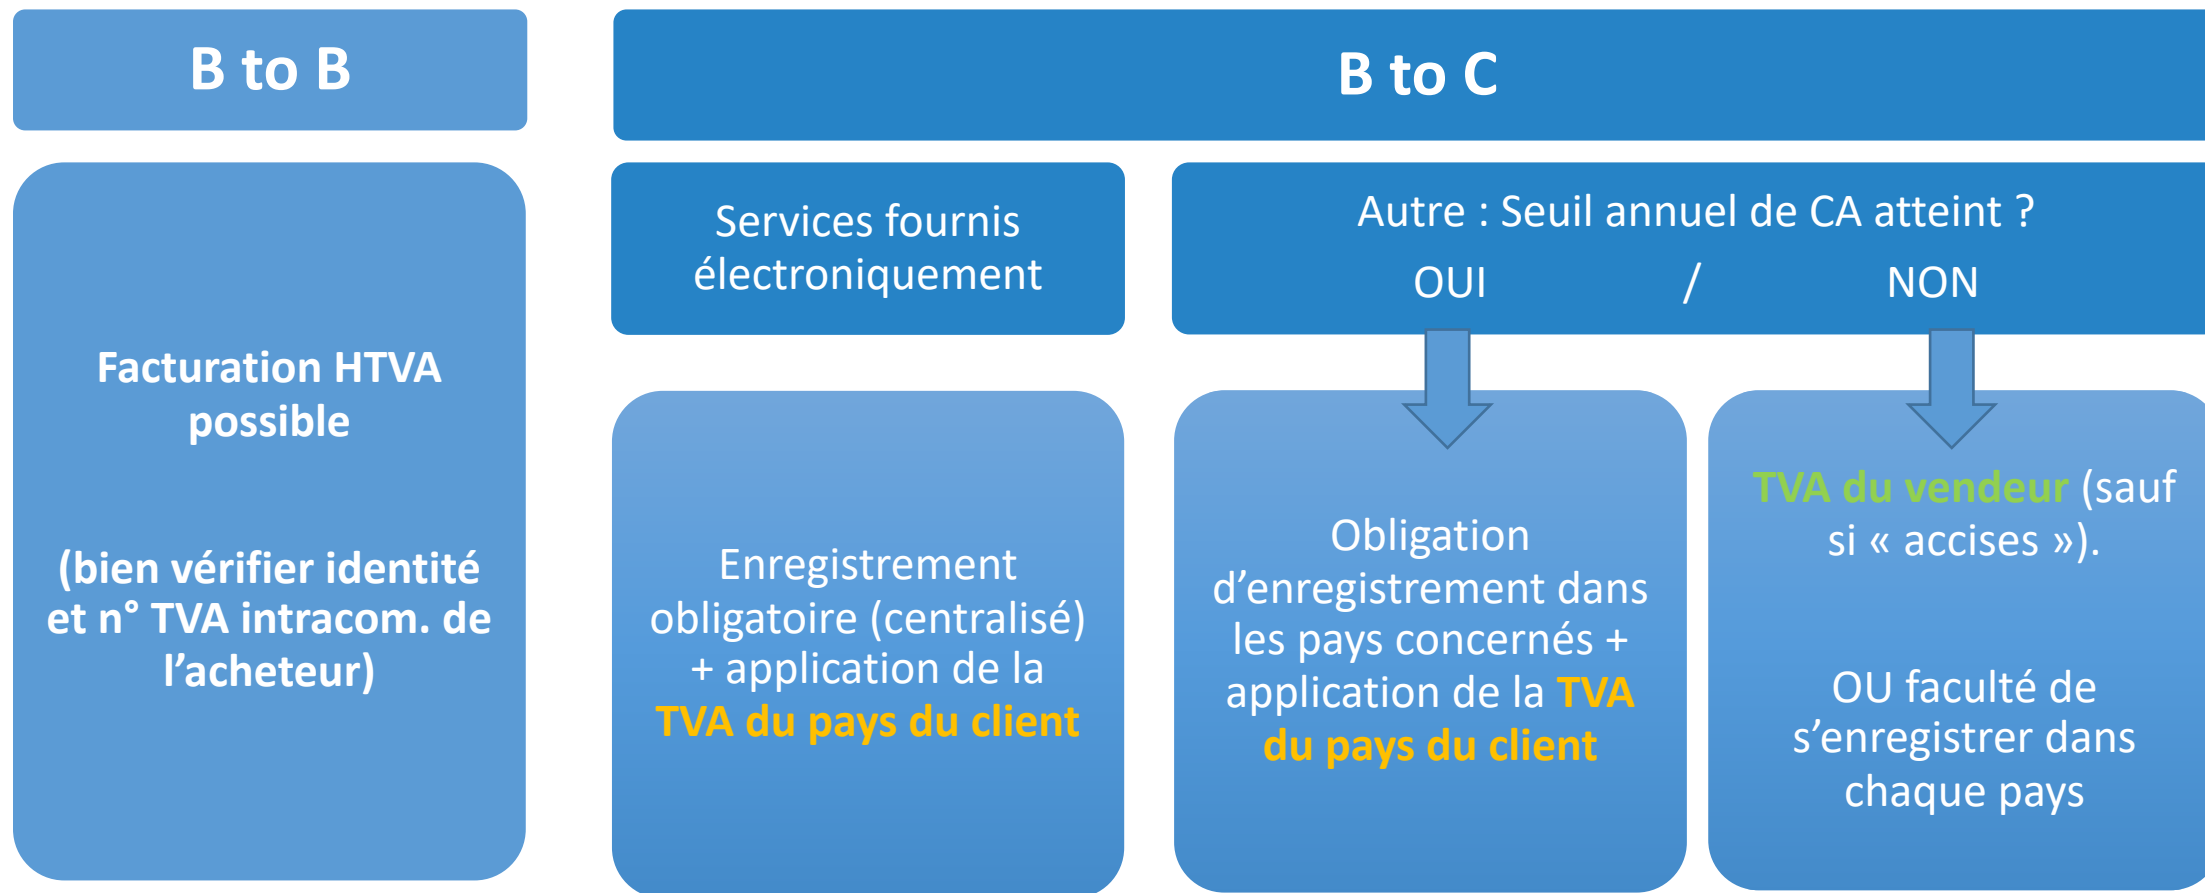 B to B
Facturation HTVA
possible
(bien vérifier identité
et n° TVA intracom. de
l’acheteur)
B to C
Services fournis
électroniquement
Enregistrement
obligatoire (centralisé)
+ application de la
TVA du pays du client
Autre : Seuil annuel de CA atteint ?
OUI / NON
Obligation
d’enregistrement dans
les pays concernés +
application de la TVA
du pays du client
TVA du vendeur (sauf
si « accises »).
OU faculté de
s’enregistrer dans
chaque pays